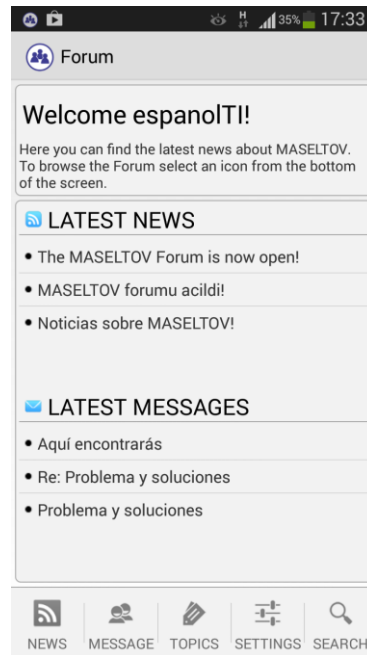 H 35% 17:33
Forum
Welcome espanolTI!
Here you can find the latest news about MASELTOV.
To browse the Forum select an icon from the bottom
of the screen.
LATEST NEWS
• The MASELTOV Forum is now open!
• MASELTOV forumu acildi!
• Noticias sobre MASELTOV!
LATEST MESSAGES
• Aquí encontrarás
• Re: Problema y soluciones
• Problema y soluciones
NEWS MESSAGE TOPICS SETTINGS SEARCH